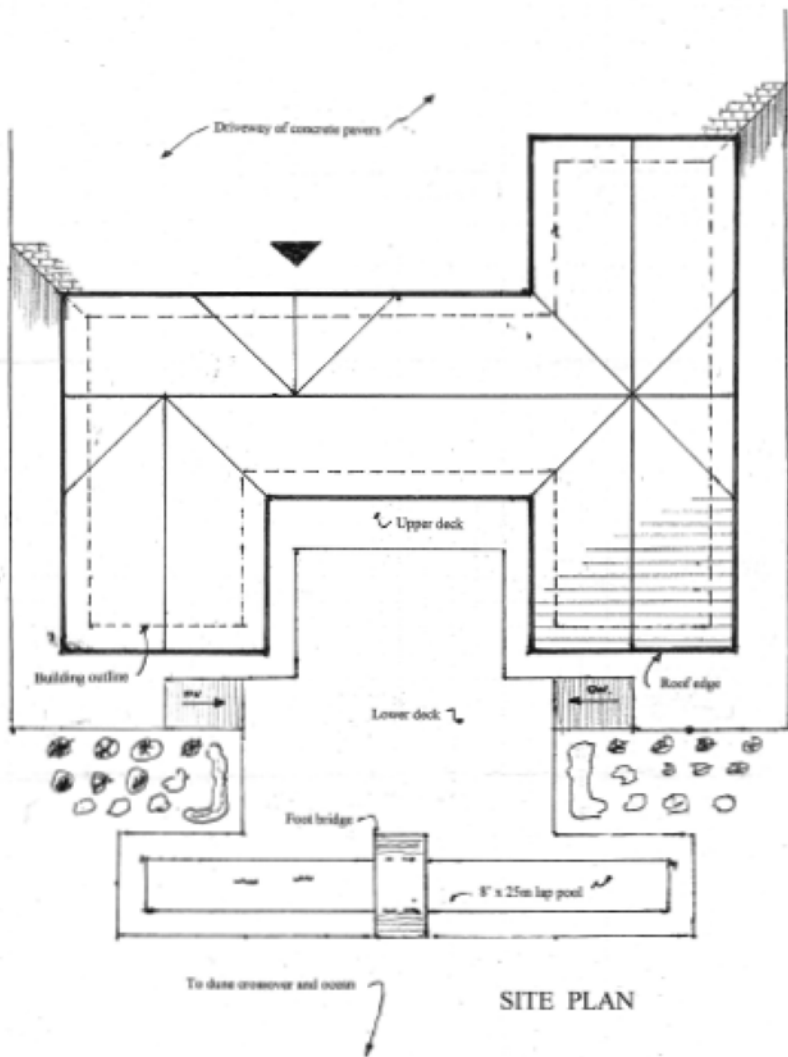 Driveway of concrete pavers
Upper deck
Building outline
Roof edge
DN.
Lower deck
Foot bridge
8' x 25m lap pool
To dune crossover and ocean
SITE PLAN